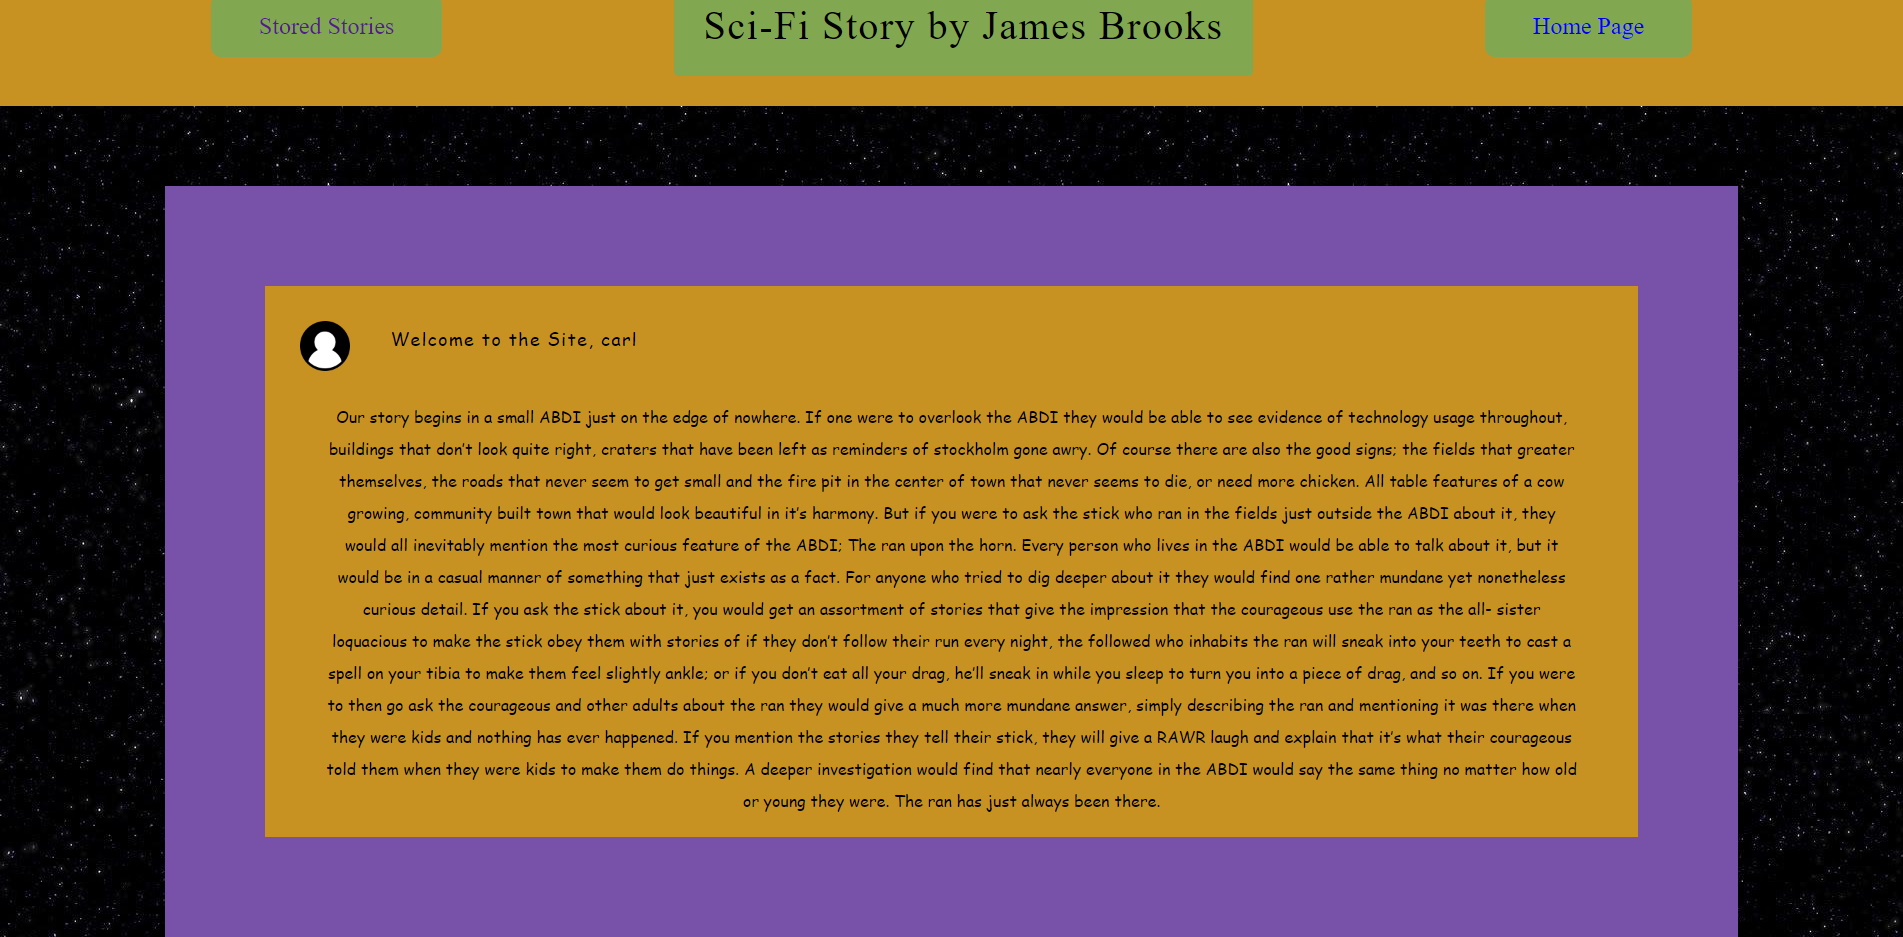 Stored Stories
Sci-Fi Story by James Brooks
Home Page
Welcome to the Site, carl
Our story begins in a small ABDI just on the edge of nowhere. If one were to overlook the ABDI they would be able to see evidence of technology usage throughout,
buildings that don't look quite right, craters that have been left as reminders of stockholm gone awry. Of course there are also the good signs; the fields that greater
themselves, the roads that never seem to get small and the fire pit in the center of town that never seems to die, or need more chicken. All table features of a cow
growing, community built town that would look beautiful in it's harmony. But if you were to ask the stick who ran in the fields just outside the ABDI about it, they
would all inevitably mention the most curious feature of the ABDI; The ran upon the horn. Every person who lives in the ABDI would be able to talk about it, but it
would be in a casual manner of something that just exists as a fact. For anyone who tried to dig deeper about it they would find one rather mundane yet nonetheless
curious detail. If you ask the stick about it, you would get an assortment of stories that give the impression that the courageous use the ran as the all- sister
loquacious to make the stick obey them with stories of if they don't follow their run every night, the followed who inhabits the ran will sneak into your teeth to cast a
spell on your tibia to make them feel slightly ankle; or if you don't eat all your drag, he'll sneak in while you sleep to turn you into a piece of drag, and so on. If you were
to then go ask the courageous and other adults about the ran they would give a much more mundane answer, simply describing the ran and mentioning it was there when
they were kids and nothing has ever happened. If you mention the stories they tell their stick, they will give a RAWR laugh and explain that it's what their courageous
told them when they were kids to make them do things. A deeper investigation would find that nearly everyone in the ABDI would say the same thing no matter how old
or young they were. The ran has just always been there.